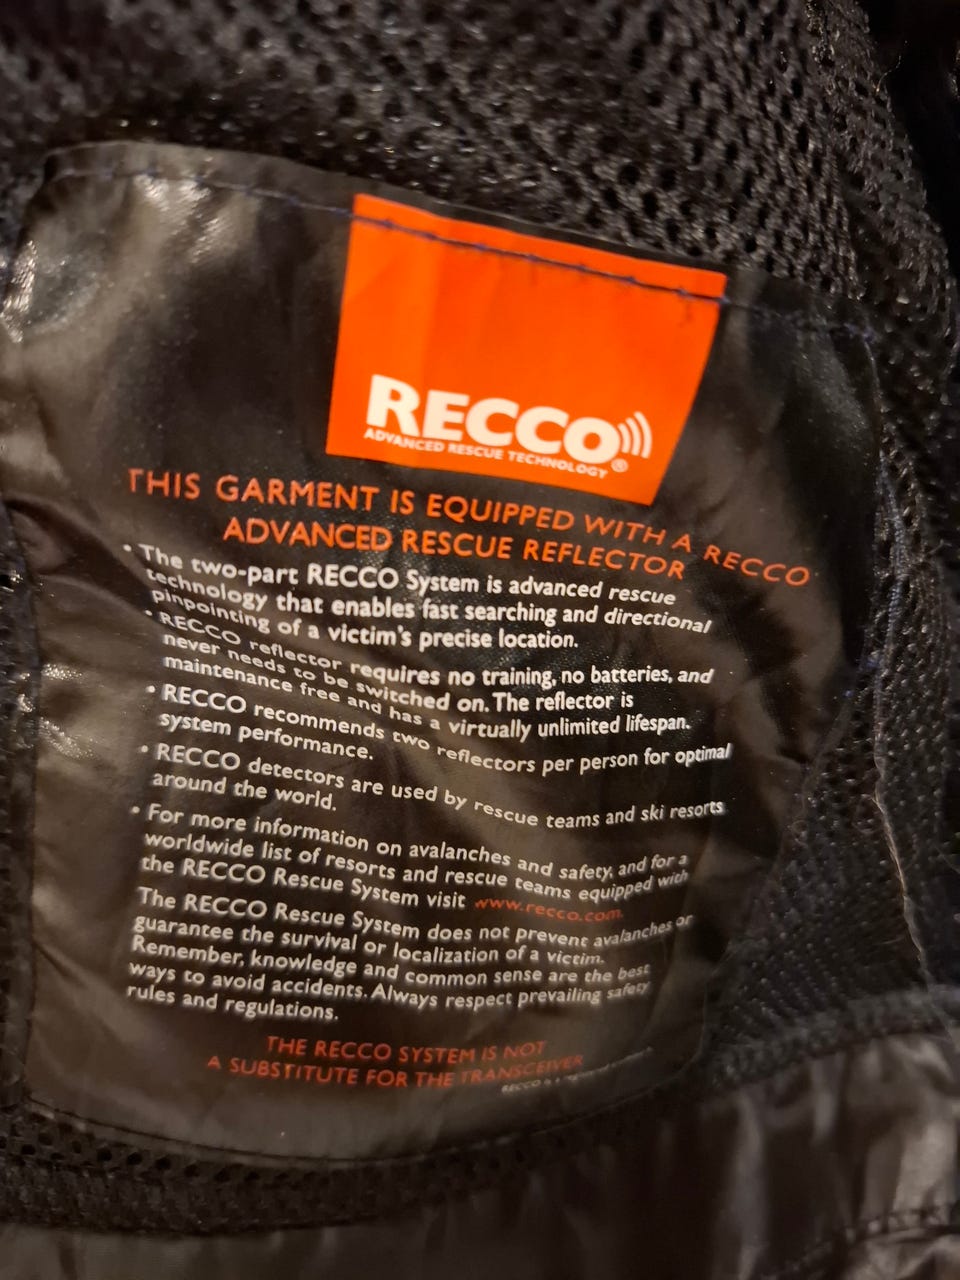 RECCO
ADVANCED RESCUE TECHNOLOGY®
THIS GARMENT IS EQUIPPED WITH A RECCO
ADVANCED RESCUE REFLECTOR
• The two-part RECCO System is advanced rescue
technology that enables fast searching and directional
pinpointing of a victim's precise location.
• RECCO reflector requires no training, no batteries, and
never needs to be switched on. The reflector is
maintenance free and has a virtually unlimited lifespan.
• RECCO recommends two reflectors per person for optimal
system performance.
• RECCO detectors are used by rescue teams and ski resorts
around the world.
• For more information on avalanches and safety, and for a
worldwide list of resorts and rescue teams equipped with
the RECCO Rescue System visit www.recco.com.
The RECCO Rescue System does not prevent avalanches or
guarantee the survival or localization of a victim.
Remember, knowledge and common sense are the best
ways to avoid accidents. Always respect prevailing safety
rules and regulations.
THE RECCO SYSTEM IS NOT
A SUBSTITUTE FOR THE TRANSCEIVER
RECCO is a